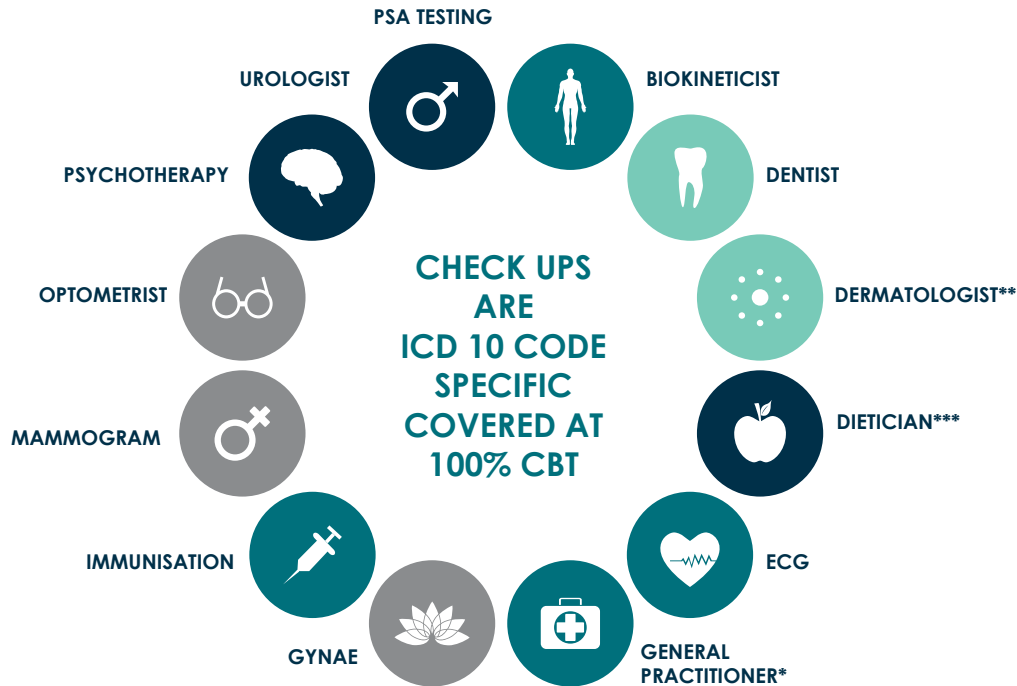 PSA TESTING
UROLOGIST
BIOKINETICIST
PSYCHOTHERAPY
DENTIST
OPTOMETRIST
DERMATOLOGIST**
CHECK UPS
ARE
ICD 10 CODE
SPECIFIC
COVERED AT
100% CBT
MAMMOGRAM
DIETICIAN***
IMMUNISATION
ECG
GYNAE
GENERAL
PRACTITIONER*